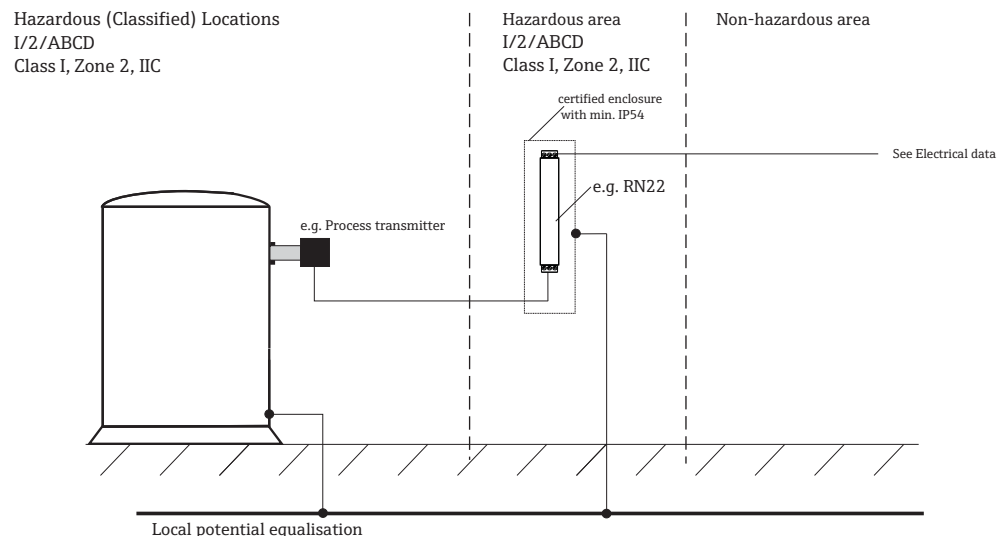 Hazardous (Classified) Locations
I/2/ABCD
Class I, Zone 2, IIC
Hazardous area
I/2/ABCD
Class I, Zone 2, IIC
Non-hazardous area
certified enclosure
with min. IP54
See Electrical data
e.g. RN22
e.g. Process transmitter
Local potential equalisation